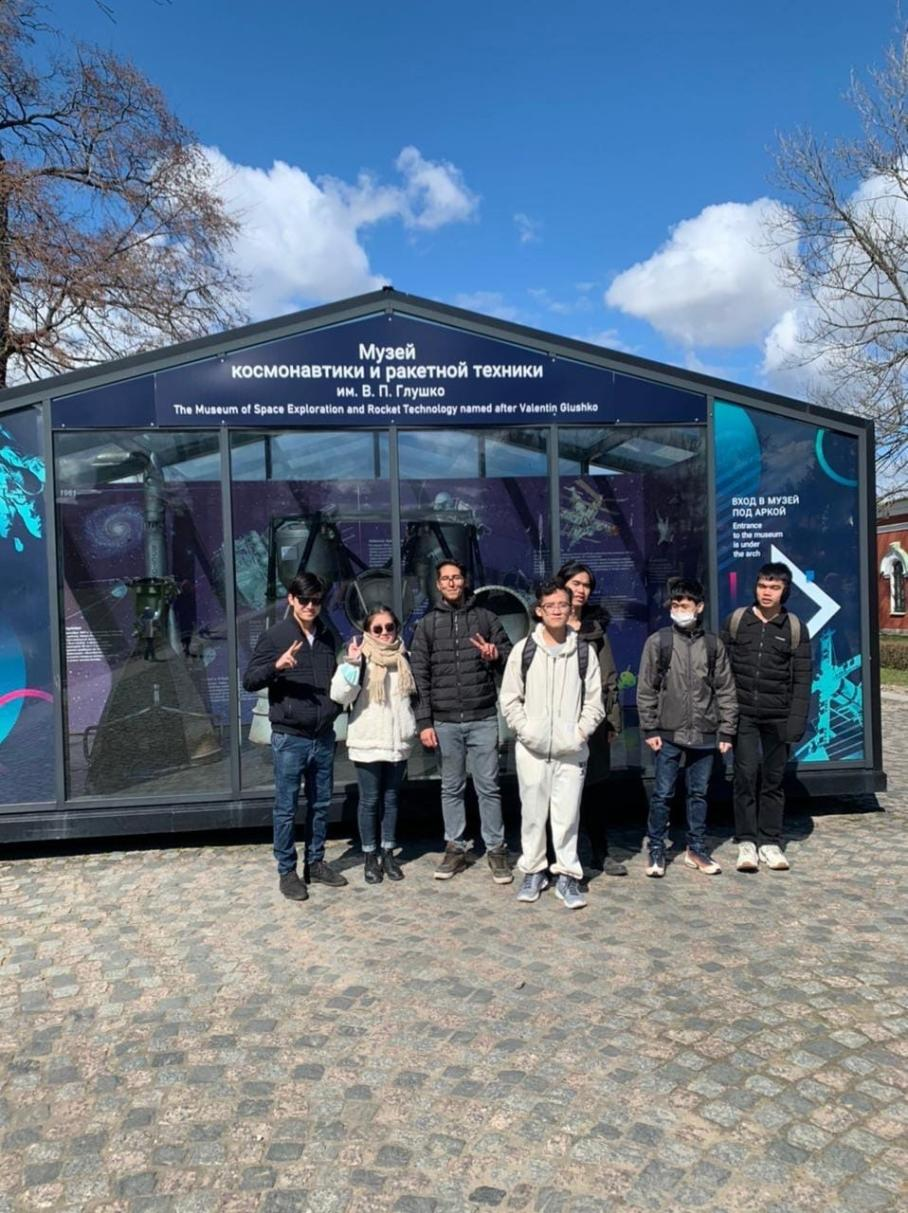 Музей
космонавтики и ракетной техники
им. В. П. Глушко
The Museum of Space Exploration and Rocket Technology named after Valentin Glushko
1961
ВХОД В МУЗЕЙ
ПОД АРКОЙ
Entrance
to the museum
is under
the arch